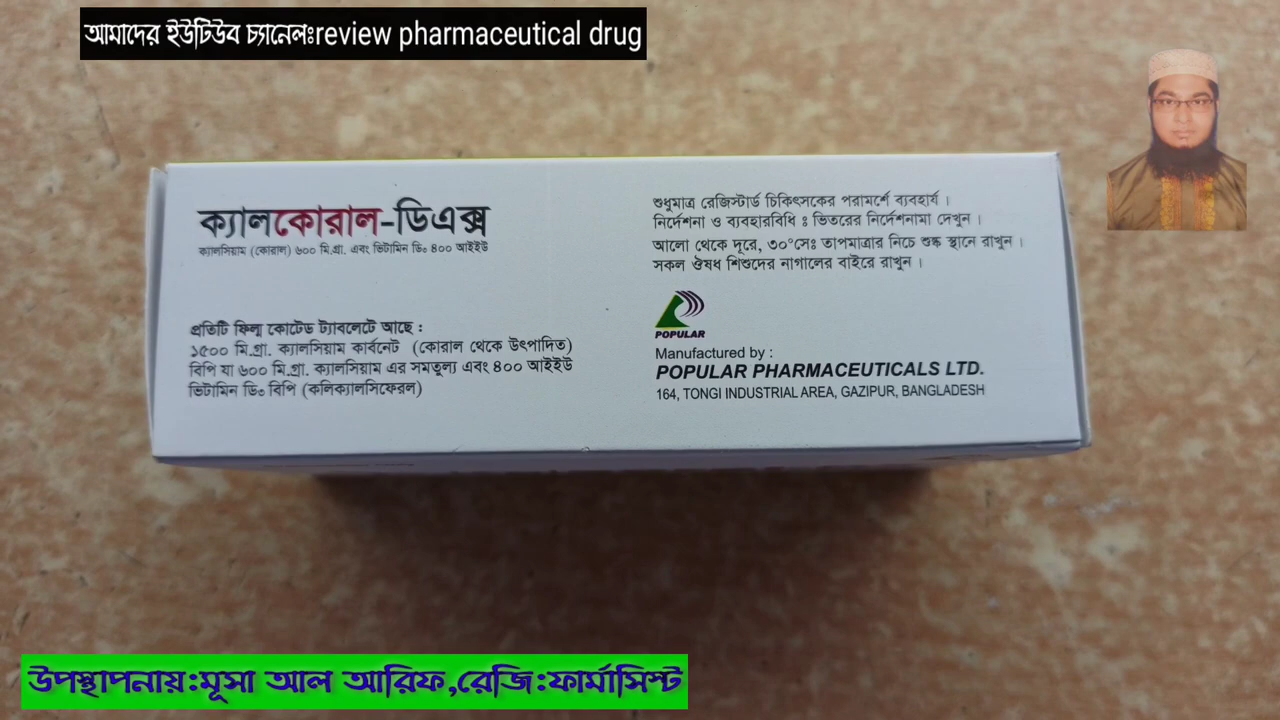 আমাদের ইউটিউব চ্যানেলঃreview pharmaceutical drug
ক্যালকোরাল-ডিএক্স
ক্যালসিয়াম (কোরাল) ৬০০ মি.গ্রা. এবং ভিটামিন ডি৩ ৪০০ আইইউ
প্রতিটি ফিল্ম কোটেড ট্যাবলেটে আছে :
১৫০০ মি.গ্রা. ক্যালসিয়াম কার্বনেট (কোরাল থেকে উৎপাদিত)
বিপি যা ৬০০ মি.গ্রা. ক্যালসিয়াম এর সমতুল্য এবং ৪০০ আইইউ
ভিটামিন ডি৩ বিপি (কলিক্যালসিফেরল)
শুধুমাত্র রেজিস্টার্ড চিকিৎসকের পরামর্শে ব্যবহার্য ।
নির্দেশনা ও ব্যবহারবিধি ঃ ভিতরের নির্দেশনামা দেখুন ।
আলো থেকে দূরে, ৩০°সেঃ তাপমাত্রার নিচে শুষ্ক স্থানে রাখুন ।
সকল ঔষধ শিশুদের নাগালের বাইরে রাখুন ।
POPULAR
Manufactured by :
POPULAR PHARMACEUTICALS LTD.
164, TONGI INDUSTRIAL AREA, GAZIPUR, BANGLADESH
উপস্থাপনায়:মূসা আল আরিফ,রেজি:ফার্মাসিস্ট